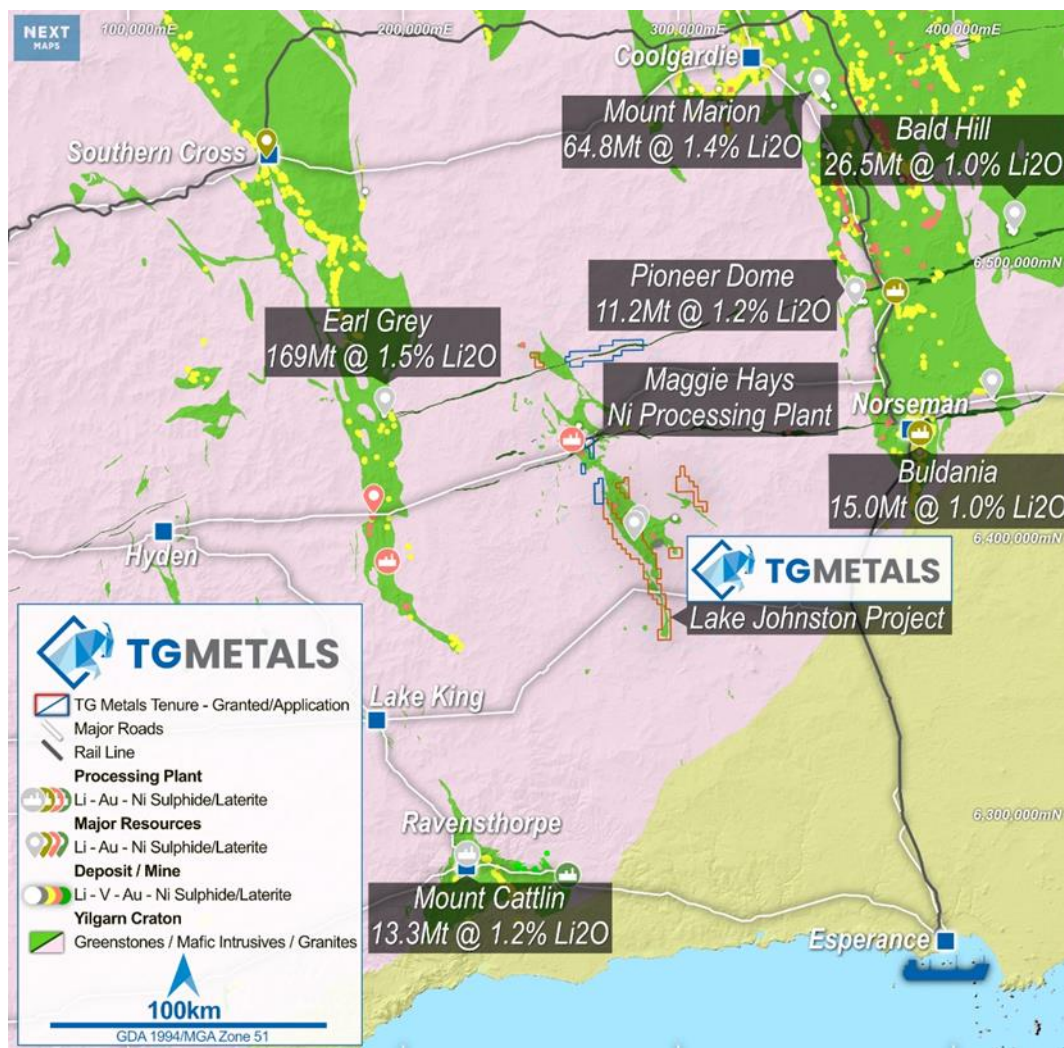 NEXT
MAPS
100,000mE
200,000mE
300,000mE
400,000mE
Coolgardie
Southern Cross
Mount Marion
64.8Mt @ 1.4% Li2O
Bald Hill
26.5Mt @ 1.0% Li2O
6,500,000mN
Pioneer Dome
11.2Mt @ 1.2% Li2O
Earl Grey
169Mt @ 1.5% Li2O
Maggie Hays
Ni Processing Plant
Norseman
Buldania
15.0Mt @ 1.0% Li2O
Hyden
6,400,000mN
TGMETALS
Lake Johnston Project
TGMETALS
TG Metals Tenure - Granted/Application
Major Roads
Rail Line
Processing Plant
Li - Au - Ni Sulphide/Laterite
Major Resources
Li - Au - Ni Sulphide/Laterite
Deposit / Mine
Li - V - Au - Ni Sulphide/Laterite
Yilgarn Craton
Greenstones / Mafic Intrusives / Granites
100km
GDA 1994/MGA Zone 51
Lake King
6,300,000mN
Ravensthorpe
Mount Cattlin
13.3Mt @ 1.2% Li2O
Esperance